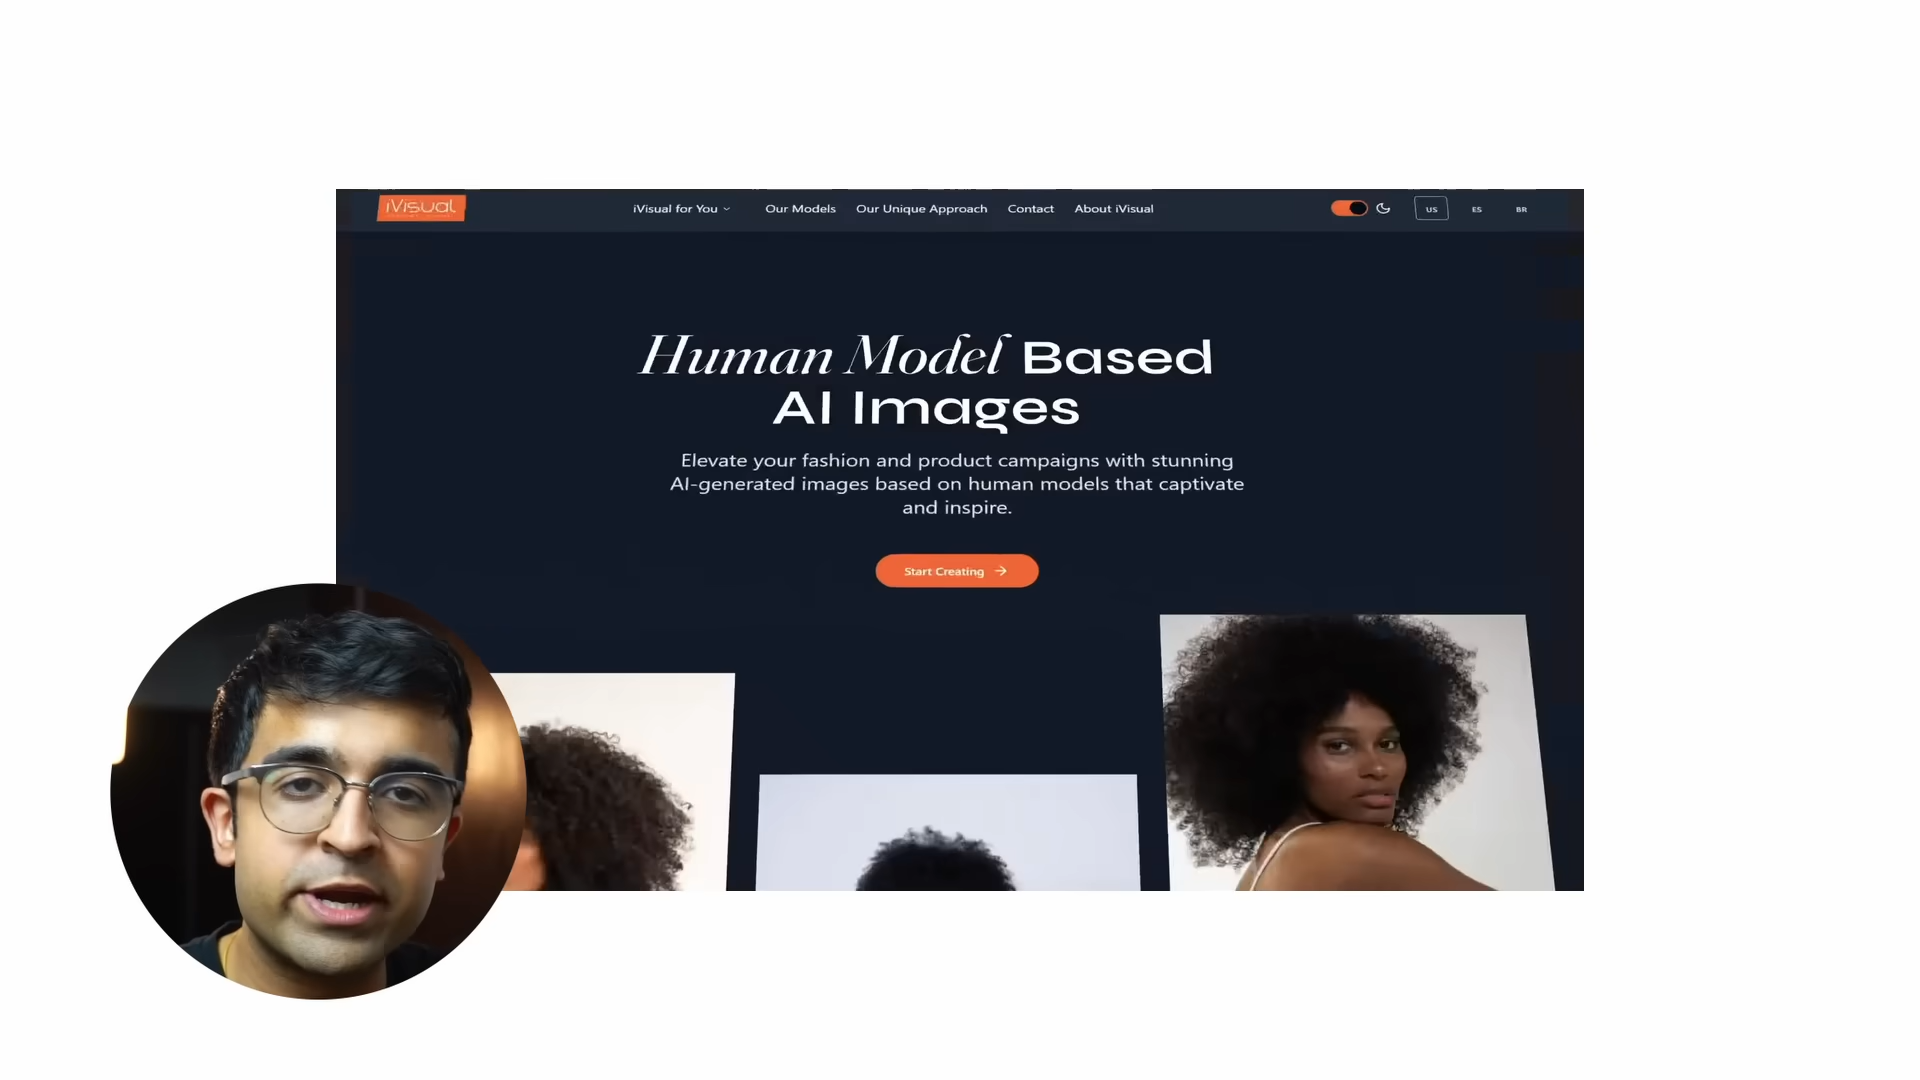 iVisual
iVisual for You
Our Models
Our Unique Approach
Contact
About iVisual
US
ES
BR
Human Model Based
AI Images
Elevate your fashion and product campaigns with stunning
AI-generated images based on human models that captivate
and inspire.
Start Creating